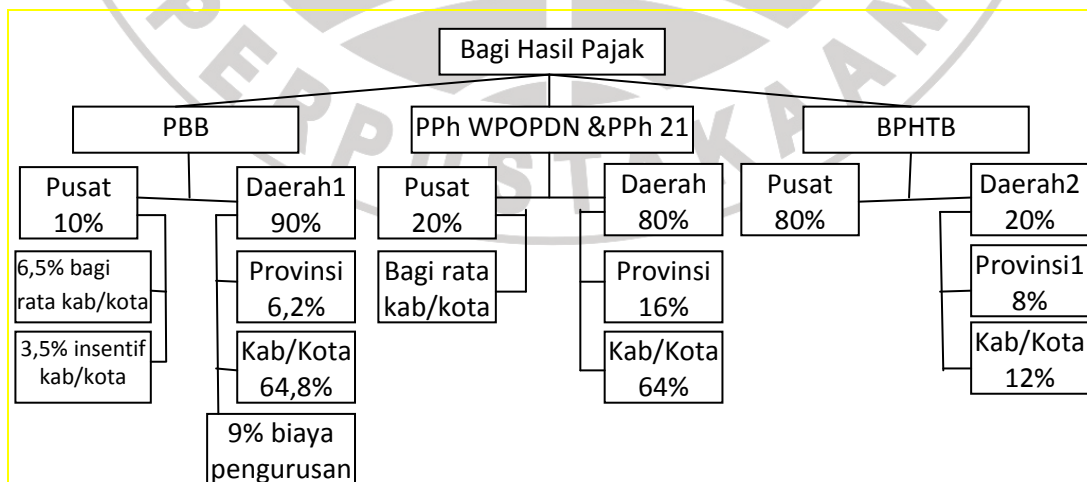 Bagi Hasil Pajak
PBB
PPh WPOPDN &PPh 21
BPHTB
Pusat
10%
Daerah1
90%
Pusat
20%
Daerah
80%
Pusat
80%
Daerah2
20%
6,5% bagi
rata kab/kota
Provinsi
6,2%
Bagi rata
kab/kota
Provinsi
16%
Provinsi1
8%
3,5% insentif
kab/kota
Kab/Kota
64,8%
Kab/Kota
64%
Kab/Kota
12%
9% biaya
pengurusan
PERPUSTAKAAN